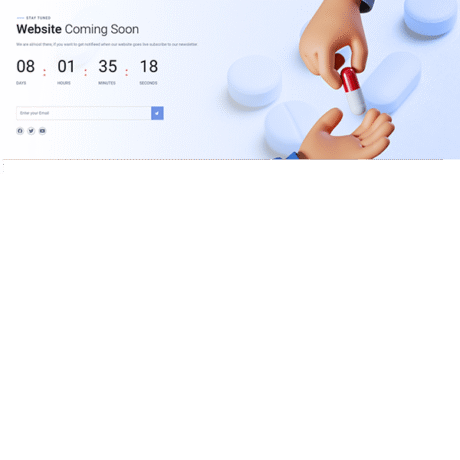 STAY TUNED
Website Coming Soon
We are almost there, if you want to get notified when our website goes live subscribe to our newsletter
08 : 01 : 35 : 18
DAYS HOURS MINUTES SECONDS
Enter your Email